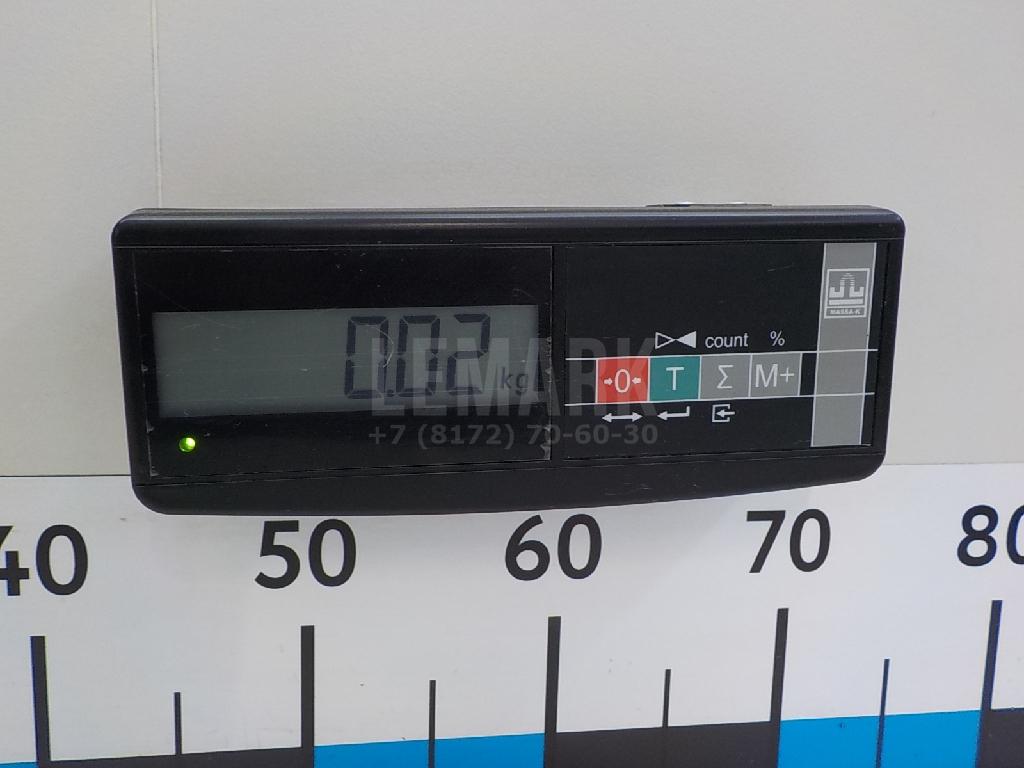 MASSA-K
count %
0.02 kg
→0← T Σ M+
LEMARK
+7 (8172) 70-60-30
40 50 60 70 80